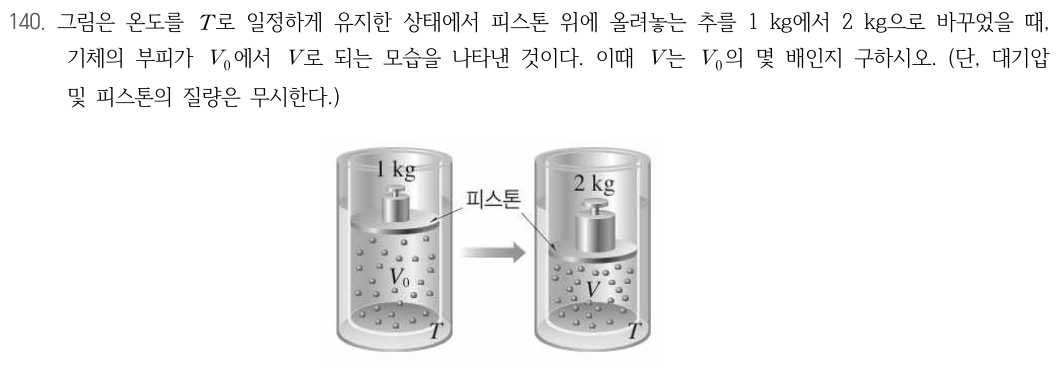 140. 그림은 온도를 T로 일정하게 유지한 상태에서 피스톤 위에 올려놓는 추를 1 kg에서 2 kg으로 바꾸었을 때,
기체의 부피가 V₀에서 V로 되는 모습을 나타낸 것이다. 이때 V는 V₀의 몇 배인지 구하시오. (단, 대기압
및 피스톤의 질량은 무시한다.)
1 kg
2 kg
피스톤
V₀
V
T
T